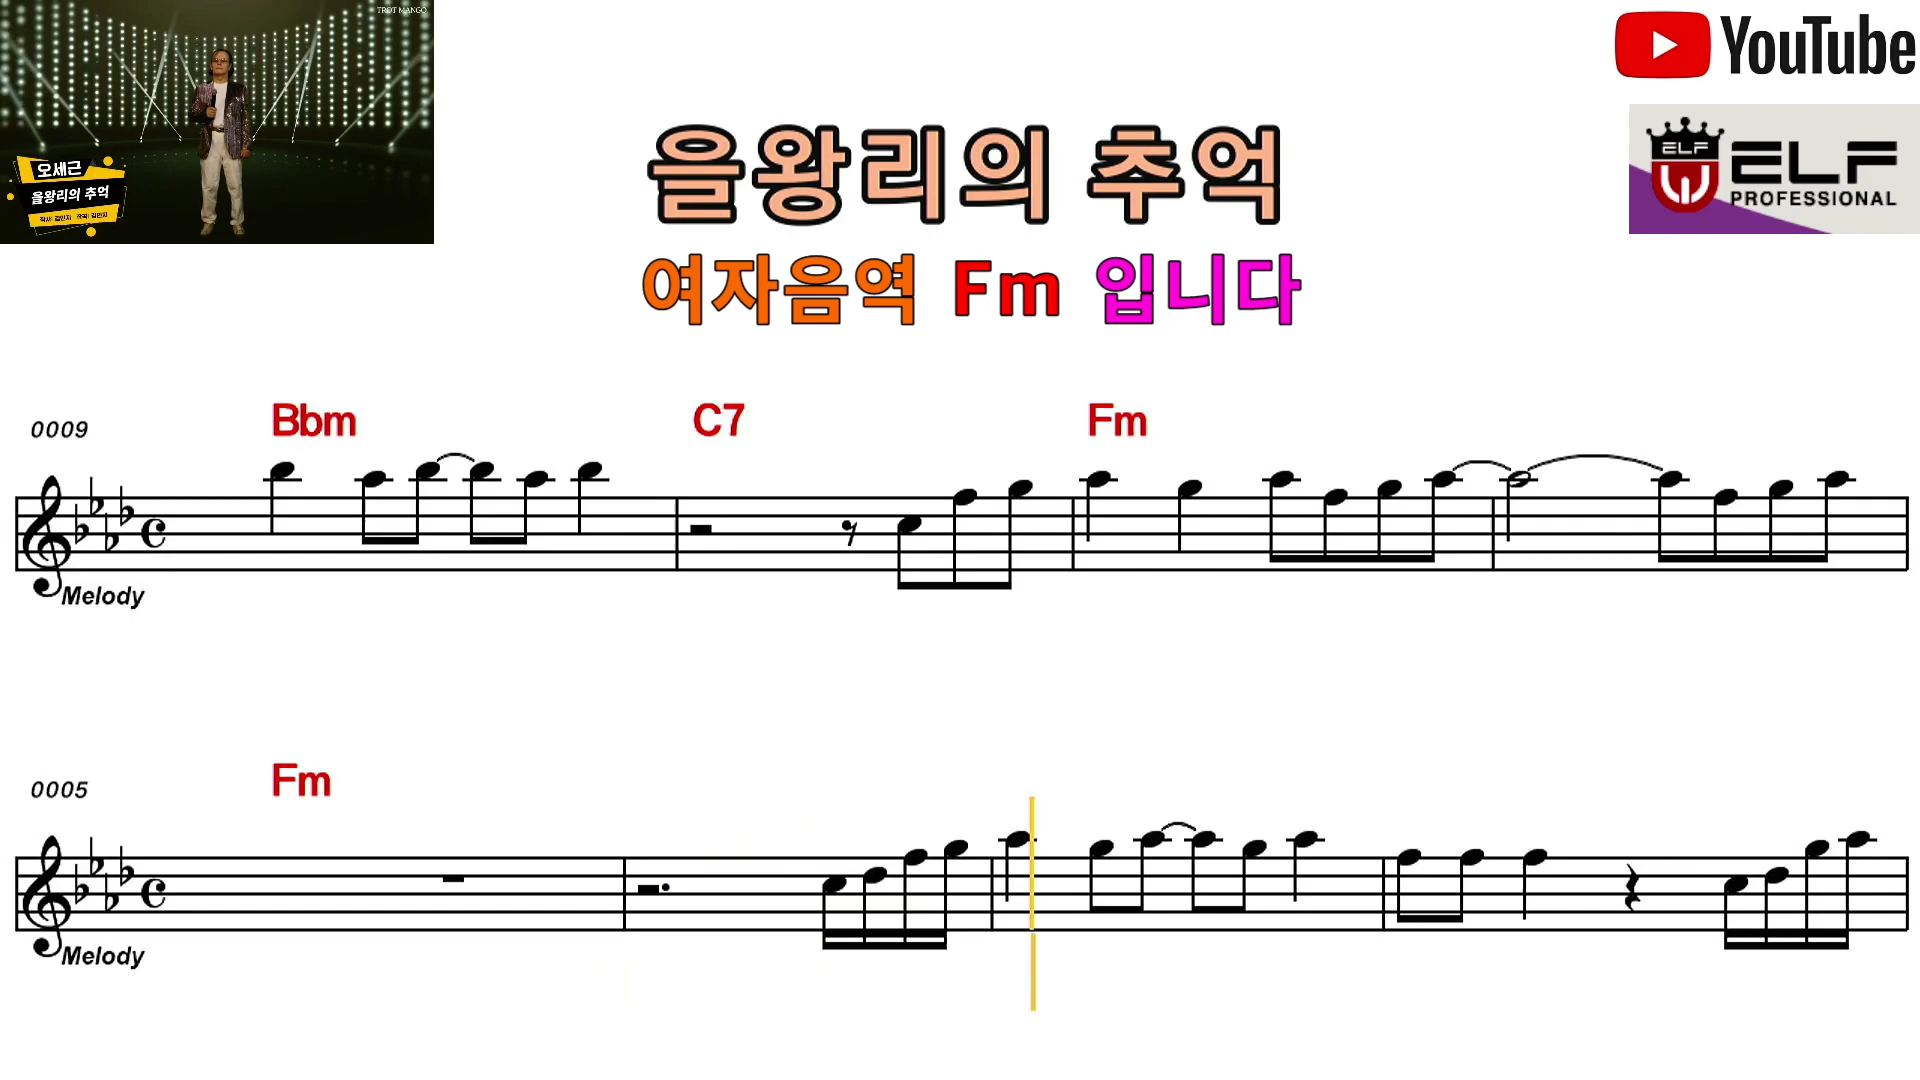 TROT MANGO
오세근
을왕리의 추억
YouTube
ELF
ELF
PROFESSIONAL
을왕리의 추억
여자음역 Fm 입니다
0009
Bbm C7 Fm
Melody
0005
Fm
Melody